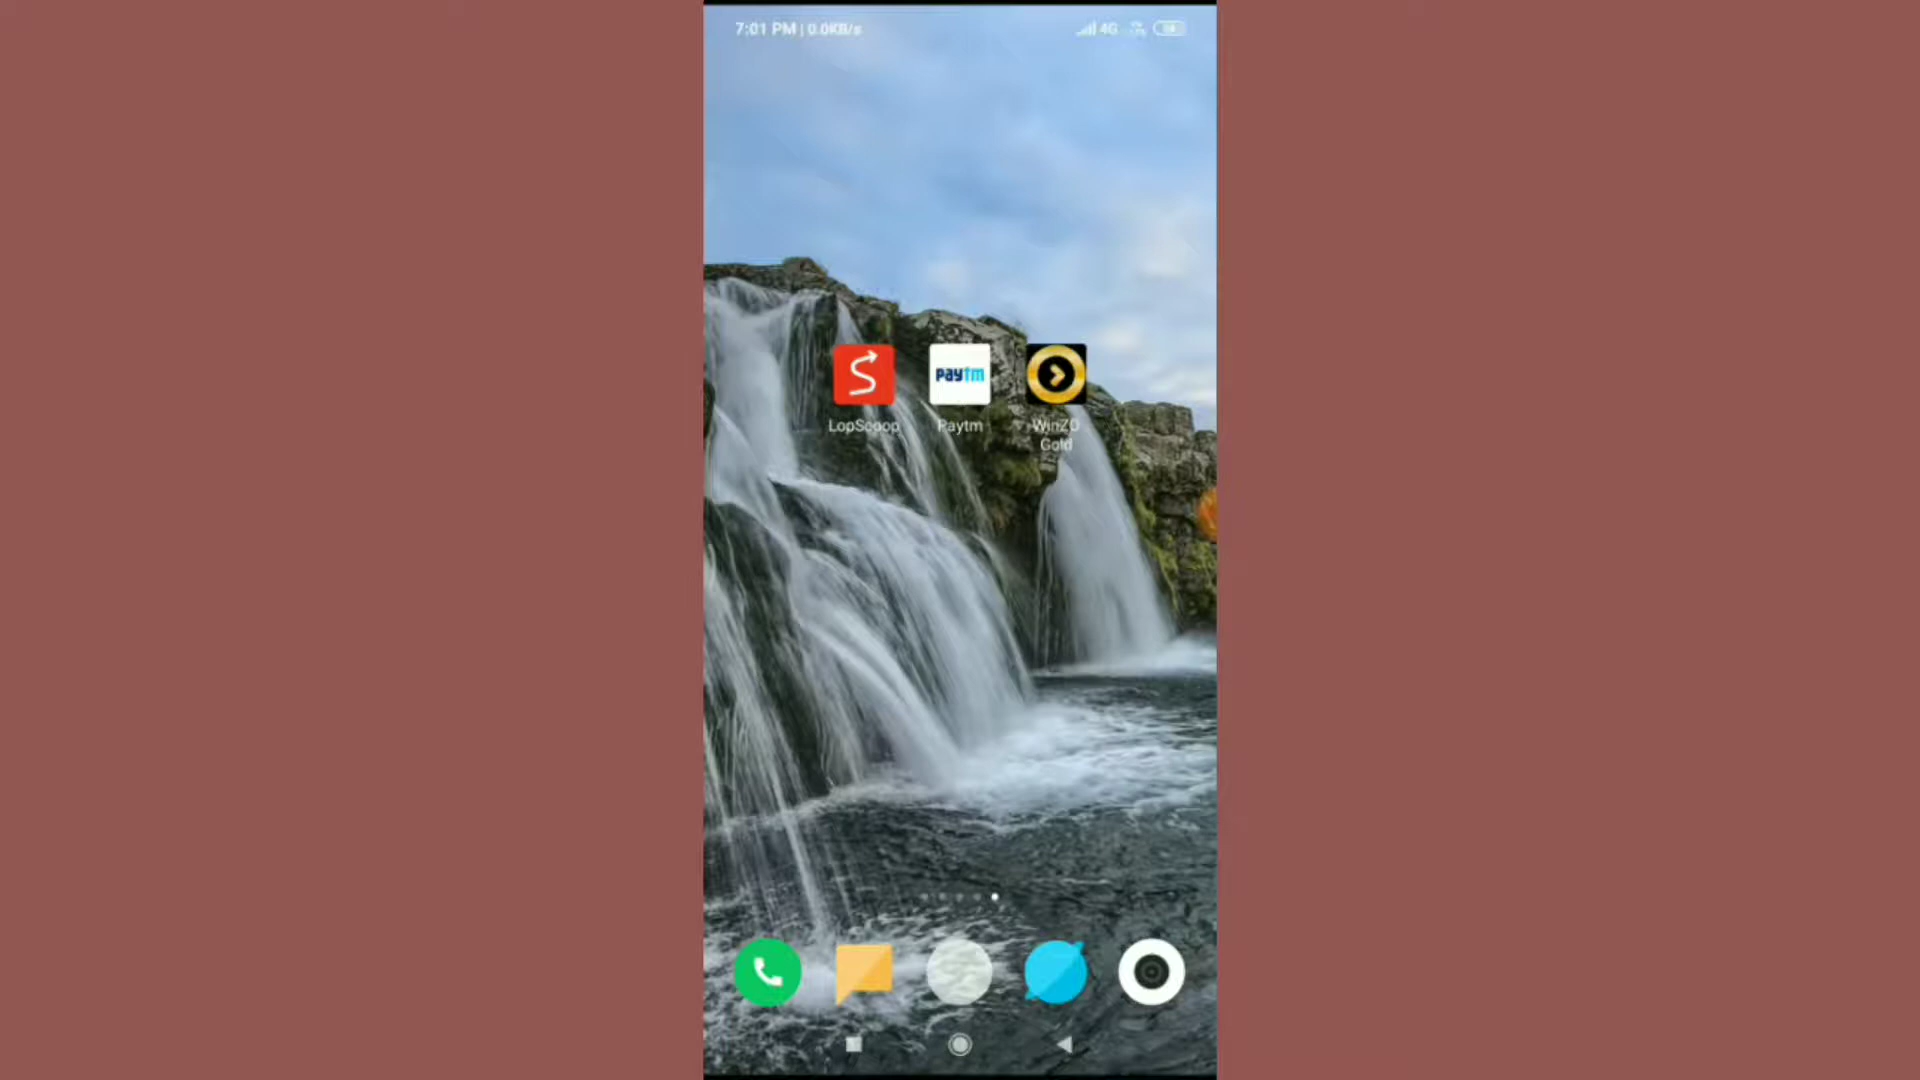 7:01 PM | 0.0KB/s
4G
paytm
LopScoop
Paytm
WinZO
Gold